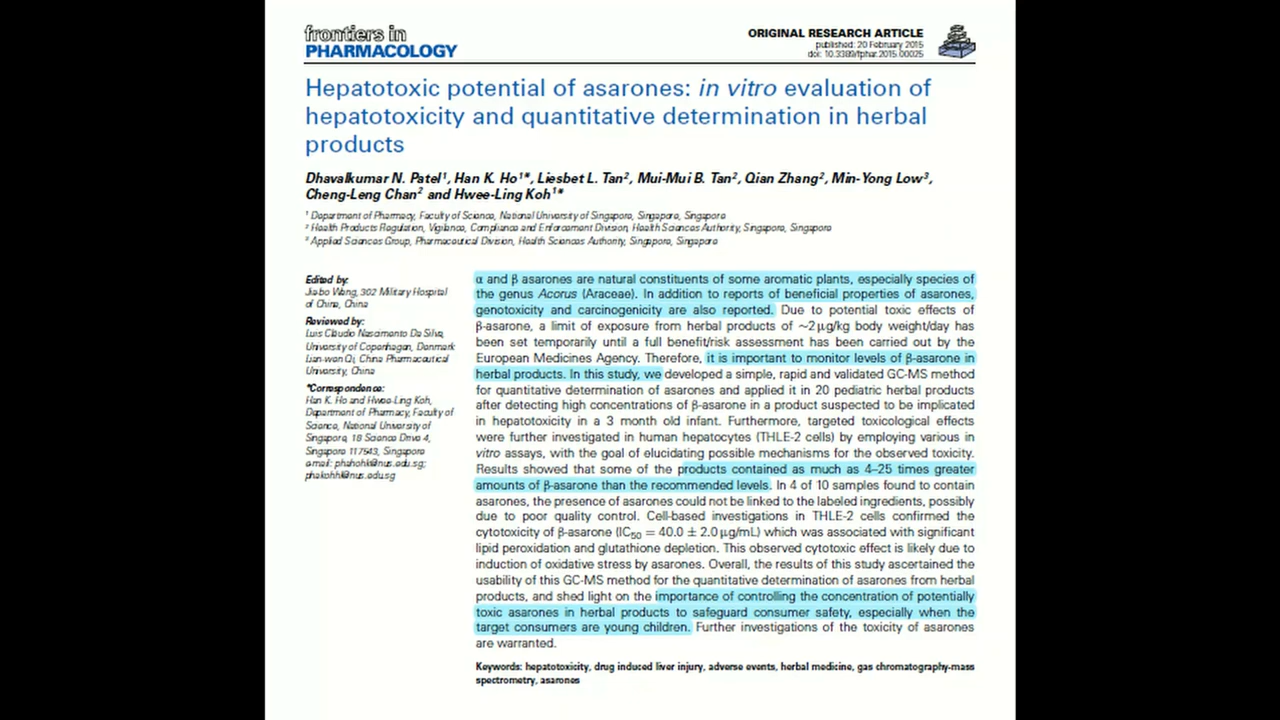 frontiers in
PHARMACOLOGY
ORIGINAL RESEARCH ARTICLE
published: 20 February 2015
doi: 10.3389/fphar.2015.00025
Hepatotoxic potential of asarones: in vitro evaluation of
hepatotoxicity and quantitative determination in herbal
products
Dhavalkumar N. Patel¹, Han K. Ho¹*, Liesbet L. Tan², Mui-Mui B. Tan², Qian Zhang², Min-Yong Low³,
Cheng-Leng Chan² and Hwee-Ling Koh¹*
¹ Department of Pharmacy, Faculty of Science, National University of Singapore, Singapore, Singapore
² Health Products Regulation, Vigilance, Compliance and Enforcement Division, Health Sciences Authority, Singapore, Singapore
³ Applied Sciences Group, Pharmaceutical Division, Health Sciences Authority, Singapore, Singapore
Edited by:
Jiabo Wang, 302 Military Hospital
of China, China
Reviewed by:
Luis Claudio Nascimento Da Silva,
University of Copenhagen, Denmark
Lian-wen Qi, China Pharmaceutical
University, China
*Correspondence:
Han K. Ho and Hwee-Ling Koh,
Department of Pharmacy, Faculty of
Science, National University of
Singapore, 18 Science Drive 4,
Singapore 117543, Singapore
e-mail: phahohk@nus.edu.sg;
phakohhl@nus.edu.sg
α and β asarones are natural constituents of some aromatic plants, especially species of
the genus Acorus (Araceae). In addition to reports of beneficial properties of asarones,
genotoxicity and carcinogenicity are also reported. Due to potential toxic effects of
β-asarone, a limit of exposure from herbal products of ~2 μg/kg body weight/day has
been set temporarily until a full benefit/risk assessment has been carried out by the
European Medicines Agency. Therefore, it is important to monitor levels of β-asarone in
herbal products. In this study, we developed a simple, rapid and validated GC-MS method
for quantitative determination of asarones and applied it in 20 pediatric herbal products
after detecting high concentrations of β-asarone in a product suspected to be implicated
in hepatotoxicity in a 3 month old infant. Furthermore, targeted toxicological effects
were further investigated in human hepatocytes (THLE-2 cells) by employing various in
vitro assays, with the goal of elucidating possible mechanisms for the observed toxicity.
Results showed that some of the products contained as much as 4–25 times greater
amounts of β-asarone than the recommended levels. In 4 of 10 samples found to contain
asarones, the presence of asarones could not be linked to the labeled ingredients, possibly
due to poor quality control. Cell-based investigations in THLE-2 cells confirmed the
cytotoxicity of β-asarone (IC₅₀ = 40.0 ± 2.0 μg/mL) which was associated with significant
lipid peroxidation and glutathione depletion. This observed cytotoxic effect is likely due to
induction of oxidative stress by asarones. Overall, the results of this study ascertained the
usability of this GC-MS method for the quantitative determination of asarones from herbal
products, and shed light on the importance of controlling the concentration of potentially
toxic asarones in herbal products to safeguard consumer safety, especially when the
target consumers are young children. Further investigations of the toxicity of asarones
are warranted.
Keywords: hepatotoxicity, drug induced liver injury, adverse events, herbal medicine, gas chromatography-mass
spectrometry, asarones